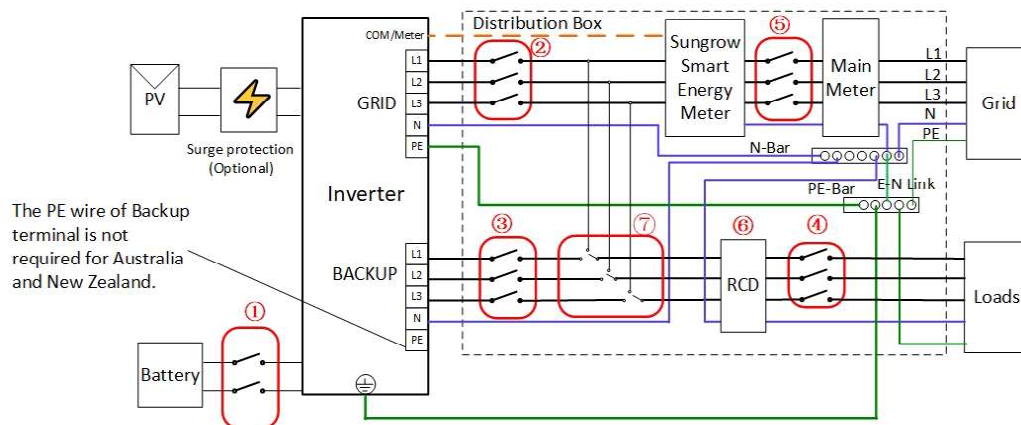 Distribution Box
COM/Meter
②
⑤
Sungrow
Smart
Energy
Meter
Main
Meter
L1
L2
L3
N
PE
Grid
PV
Surge protection
(Optional)
GRID
L1
L2
L3
N
PE
N-Bar
PE-Bar
E-N Link
Inverter
The PE wire of Backup
terminal is not
required for Australia
and New Zealand.
③
⑦
⑥
④
BACKUP
L1
L2
L3
N
PE
RCD
Loads
①
Battery